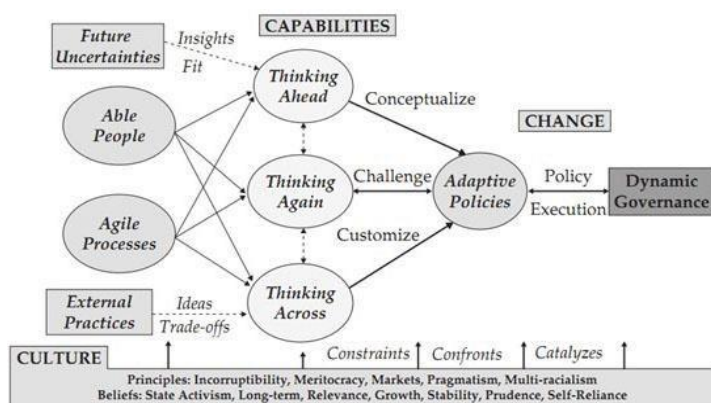 CAPABILITIES
Future
Uncertainties
Insights
Fit
Thinking
Ahead
Able
People
Conceptualize
CHANGE
Thinking
Again
Challenge
Adaptive
Policies
Policy
Execution
Dynamic
Governance
Agile
Processes
Customize
External
Practices
Ideas
Trade-offs
Thinking
Across
CULTURE
Constraints
Confronts
Catalyzes
Principles: Incorruptibility, Meritocracy, Markets, Pragmatism, Multi-racialism
Beliefs: State Activism, Long-term, Relevance, Growth, Stability, Prudence, Self-Reliance